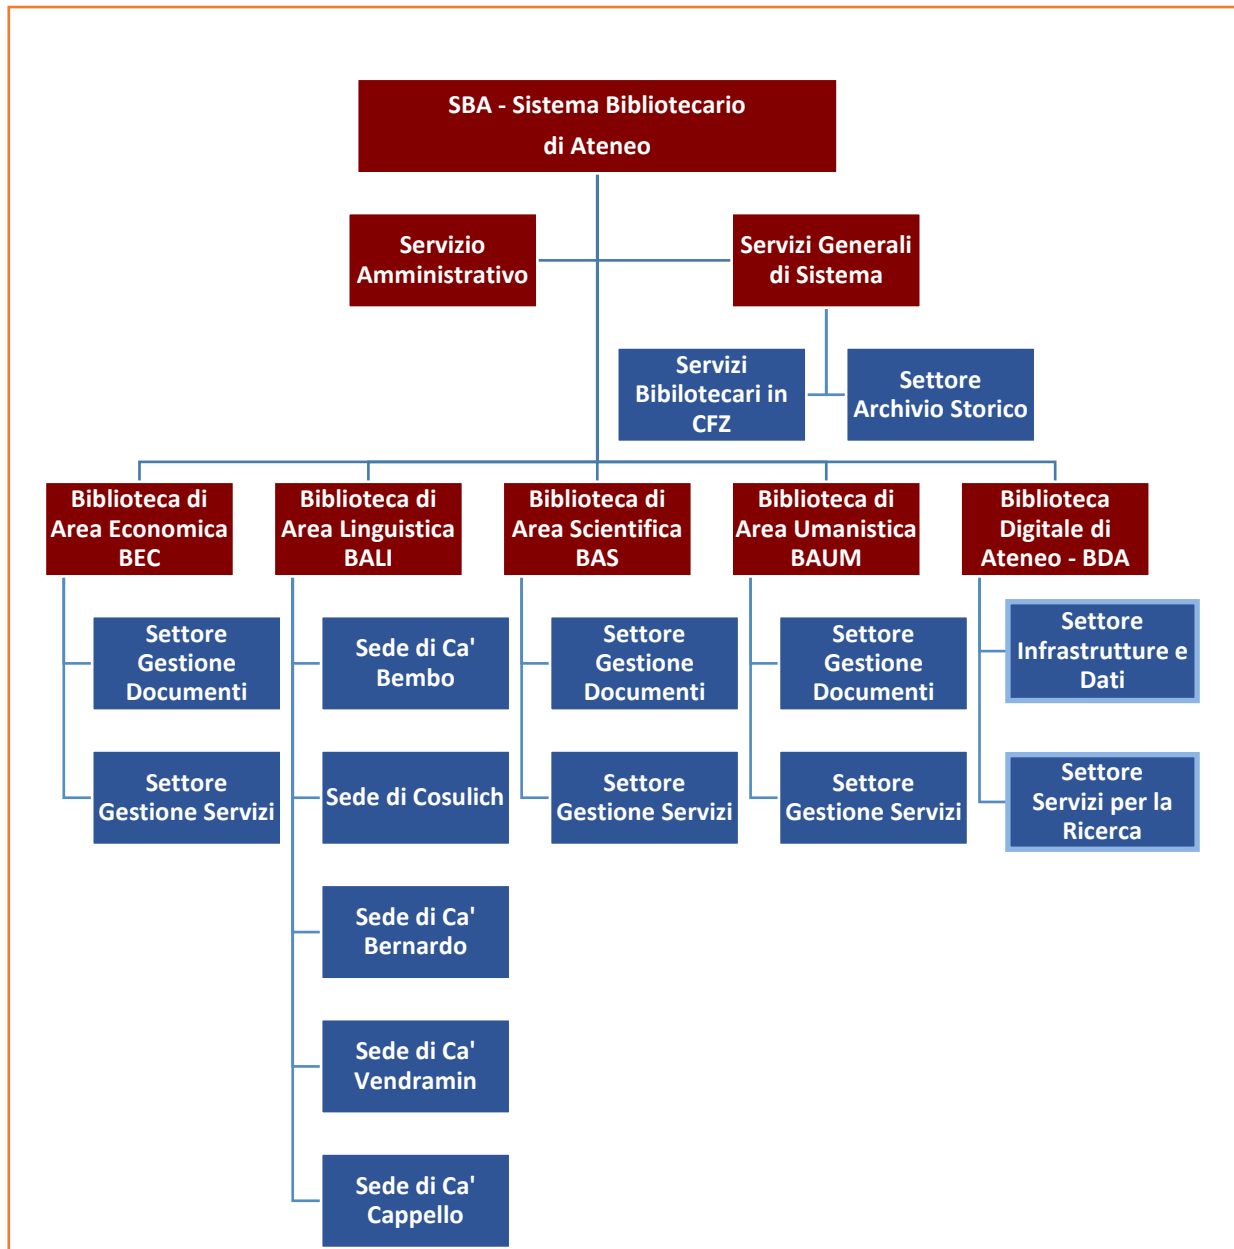 SBA - Sistema Bibliotecario
di Ateneo
Servizio
Amministrativo
Servizi Generali
di Sistema
Servizi
Bibilotecari in
CFZ
Settore
Archivio Storico
Biblioteca di
Area Economica
BEC
Biblioteca di
Area Linguistica
BALI
Biblioteca di
Area Scientifica
BAS
Biblioteca di
Area Umanistica
BAUM
Biblioteca
Digitale di
Ateneo - BDA
Settore
Gestione
Documenti
Sede di Ca'
Bembo
Settore
Gestione
Documenti
Settore
Gestione
Documenti
Settore
Infrastrutture e
Dati
Settore
Gestione Servizi
Sede di Cosulich
Settore
Gestione Servizi
Settore
Gestione Servizi
Settore
Servizi per la
Ricerca
Sede di Ca'
Bernardo
Sede di Ca'
Vendramin
Sede di Ca'
Cappello